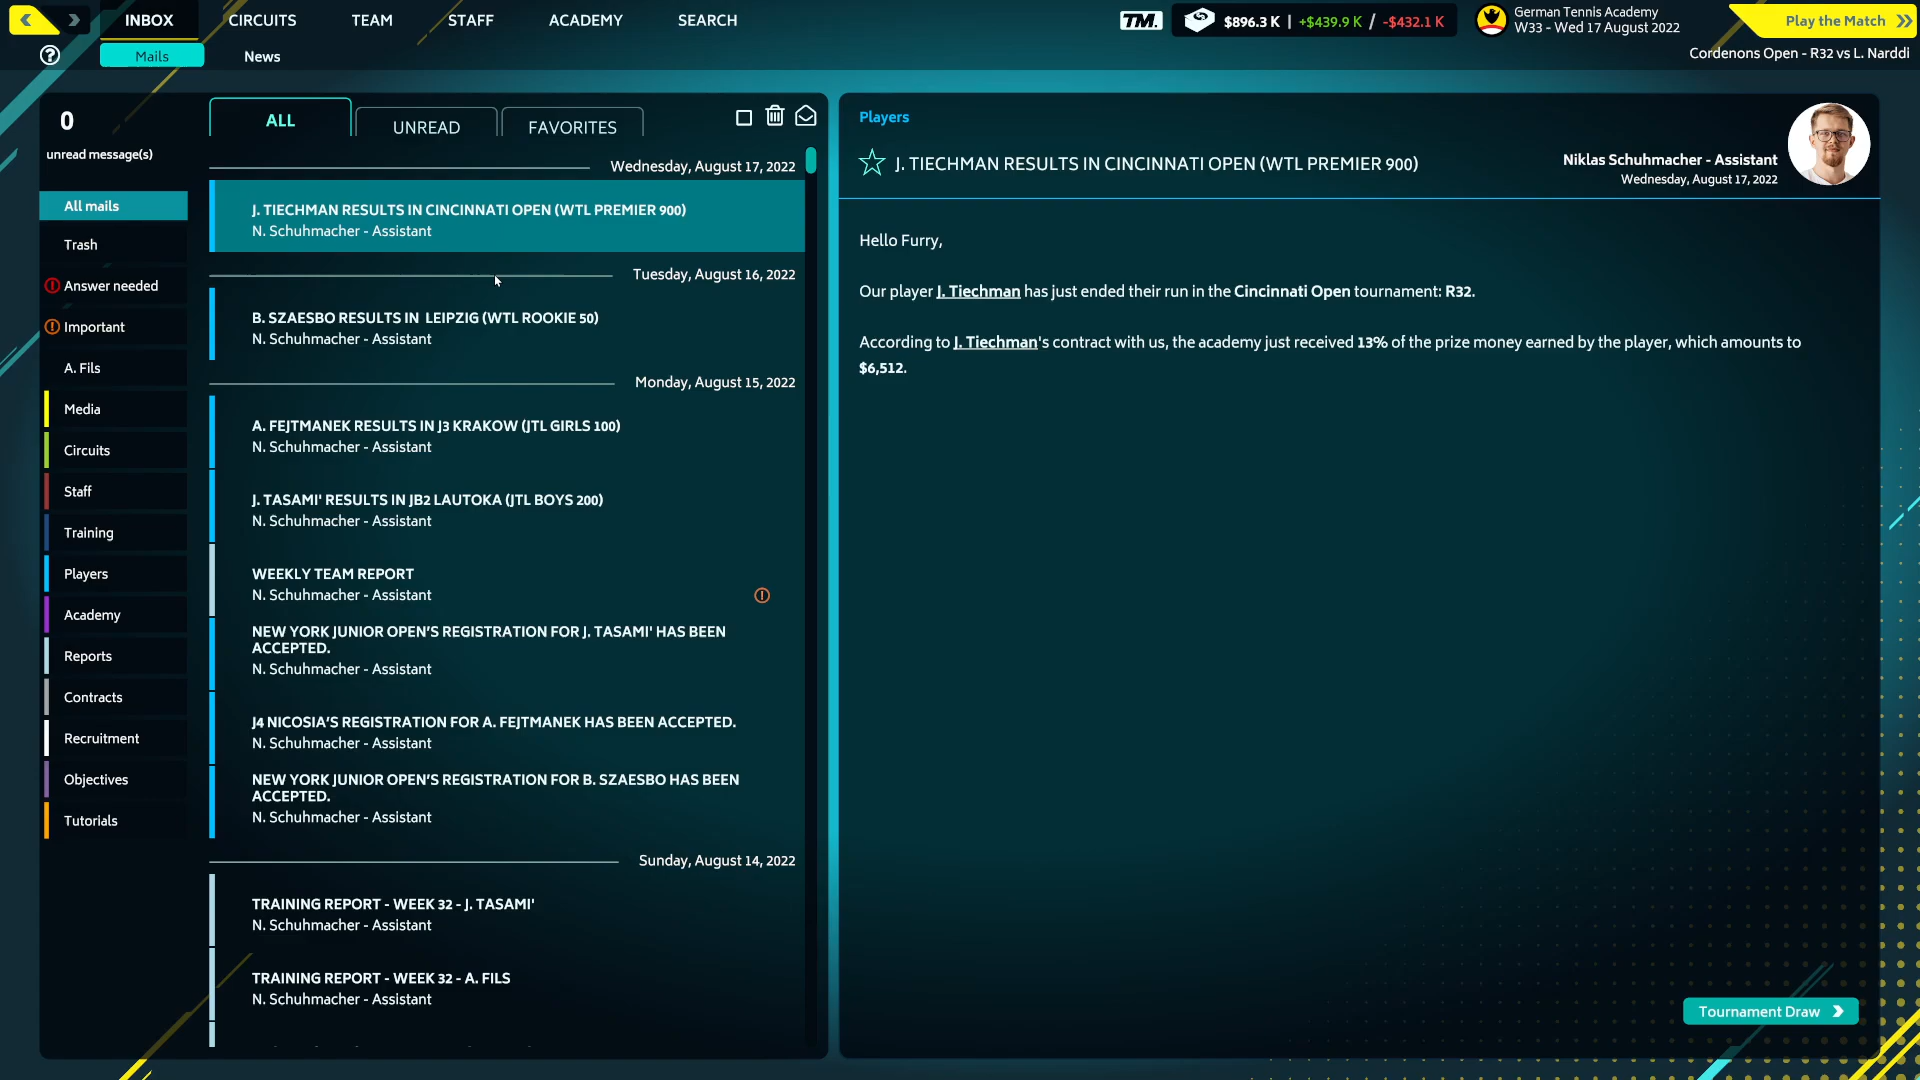 INBOX
CIRCUITS
TEAM
STAFF
ACADEMY
SEARCH
TM.
$896.3 K | +$439.9 K / -$432.1 K
German Tennis Academy
W33 - Wed 17 August 2022
Play the Match
Cordenons Open - R32 vs L. Narddi
Mails
News
0
unread message(s)
All mails
Trash
Answer needed
Important
A. Fils
Media
Circuits
Staff
Training
Players
Academy
Reports
Contracts
Recruitment
Objectives
Tutorials
ALL
UNREAD
FAVORITES
Wednesday, August 17, 2022
J. TIECHMAN RESULTS IN CINCINNATI OPEN (WTL PREMIER 900)
N. Schuhmacher - Assistant
Tuesday, August 16, 2022
B. SZAESBO RESULTS IN LEIPZIG (WTL ROOKIE 50)
N. Schuhmacher - Assistant
Monday, August 15, 2022
A. FEJTMANEK RESULTS IN J3 KRAKOW (JTL GIRLS 100)
N. Schuhmacher - Assistant
J. TASAMI' RESULTS IN JB2 LAUTOKA (JTL BOYS 200)
N. Schuhmacher - Assistant
WEEKLY TEAM REPORT
N. Schuhmacher - Assistant
NEW YORK JUNIOR OPEN'S REGISTRATION FOR J. TASAMI' HAS BEEN
ACCEPTED.
N. Schuhmacher - Assistant
J4 NICOSIA'S REGISTRATION FOR A. FEJTMANEK HAS BEEN ACCEPTED.
N. Schuhmacher - Assistant
NEW YORK JUNIOR OPEN'S REGISTRATION FOR B. SZAESBO HAS BEEN
ACCEPTED.
N. Schuhmacher - Assistant
Sunday, August 14, 2022
TRAINING REPORT - WEEK 32 - J. TASAMI'
N. Schuhmacher - Assistant
TRAINING REPORT - WEEK 32 - A. FILS
N. Schuhmacher - Assistant
Players
J. TIECHMAN RESULTS IN CINCINNATI OPEN (WTL PREMIER 900)
Niklas Schuhmacher - Assistant
Wednesday, August 17, 2022
Hello Furry,
Our player J. Tiechman has just ended their run in the Cincinnati Open tournament: R32.
According to J. Tiechman's contract with us, the academy just received 13% of the prize money earned by the player, which amounts to
$6,512.
Tournament Draw